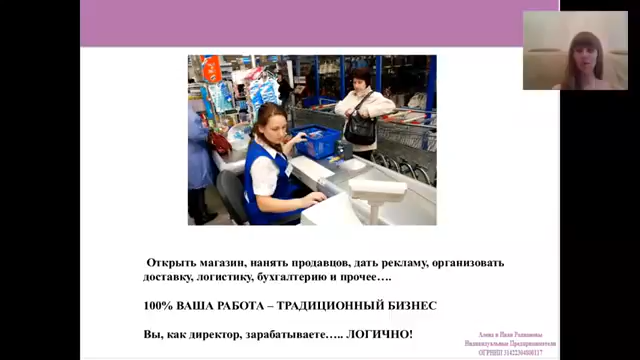 Открыть магазин, нанять продавцов, дать рекламу, организовать
доставку, логистику, бухгалтерию и прочее….
100% ВАША РАБОТА – ТРАДИЦИОННЫЙ БИЗНЕС
Вы, как директор, зарабатываете….. ЛОГИЧНО!
Индивидуальные Предприниматели